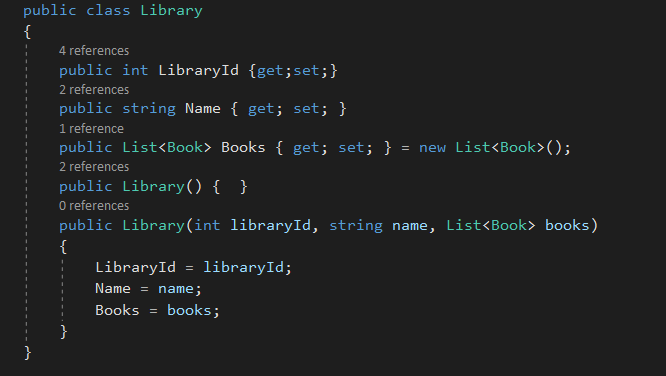 public class Library
{
4 references
public int LibraryId {get;set;}
2 references
public string Name { get; set; }
1 reference
public List<Book> Books { get; set; } = new List<Book>();
2 references
public Library() {  }
0 references
public Library(int libraryId, string name, List<Book> books)
{
LibraryId = libraryId;
Name = name;
Books = books;
}
}